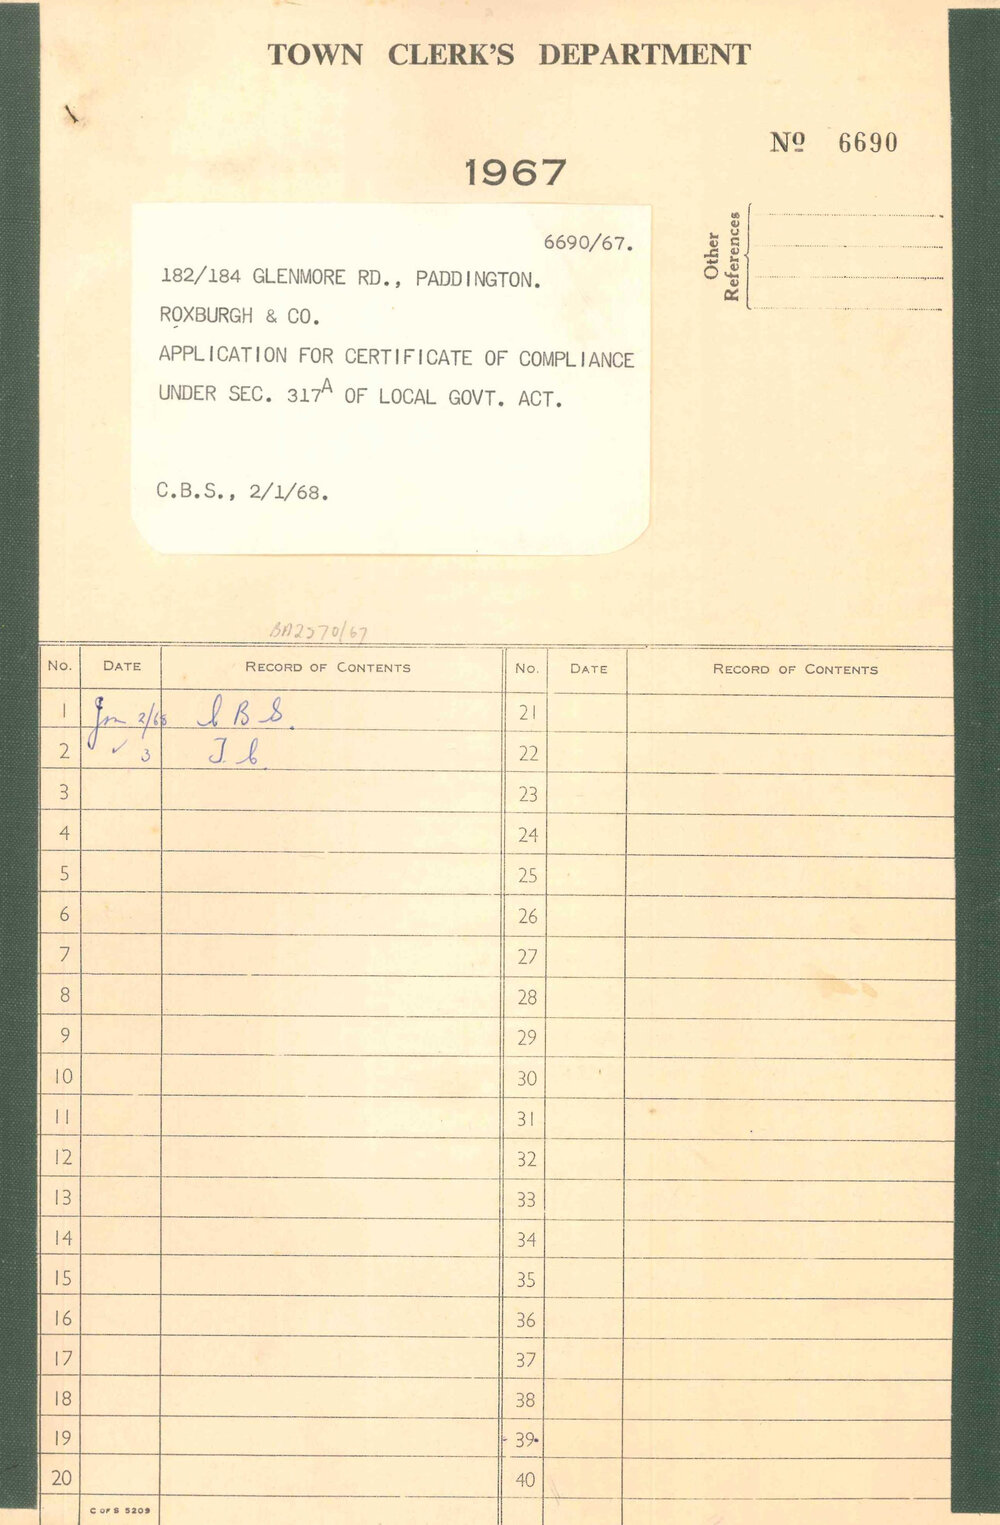 TOWN CLERK'S DEPARTMENT
Nº 6690
1967
Other
References
6690/67.
182/184 GLENMORE RD., PADDINGTON.
ROXBURGH & CO.
APPLICATION FOR CERTIFICATE OF COMPLIANCE
UNDER SEC. 317A OF LOCAL GOVT. ACT.
C.B.S., 2/1/68.
BA2570/67
No. DATE RECORD OF CONTENTS No. DATE RECORD OF CONTENTS
1 Jan 2/68 C B S. 21
2 ✓ 3 T. C. 22
3 23
4 24
5 25
6 26
7 27
8 28
9 29
10 30
11 31
12 32
13 33
14 34
15 35
16 36
17 37
18 38
19 39
20 40
C OF S 5209